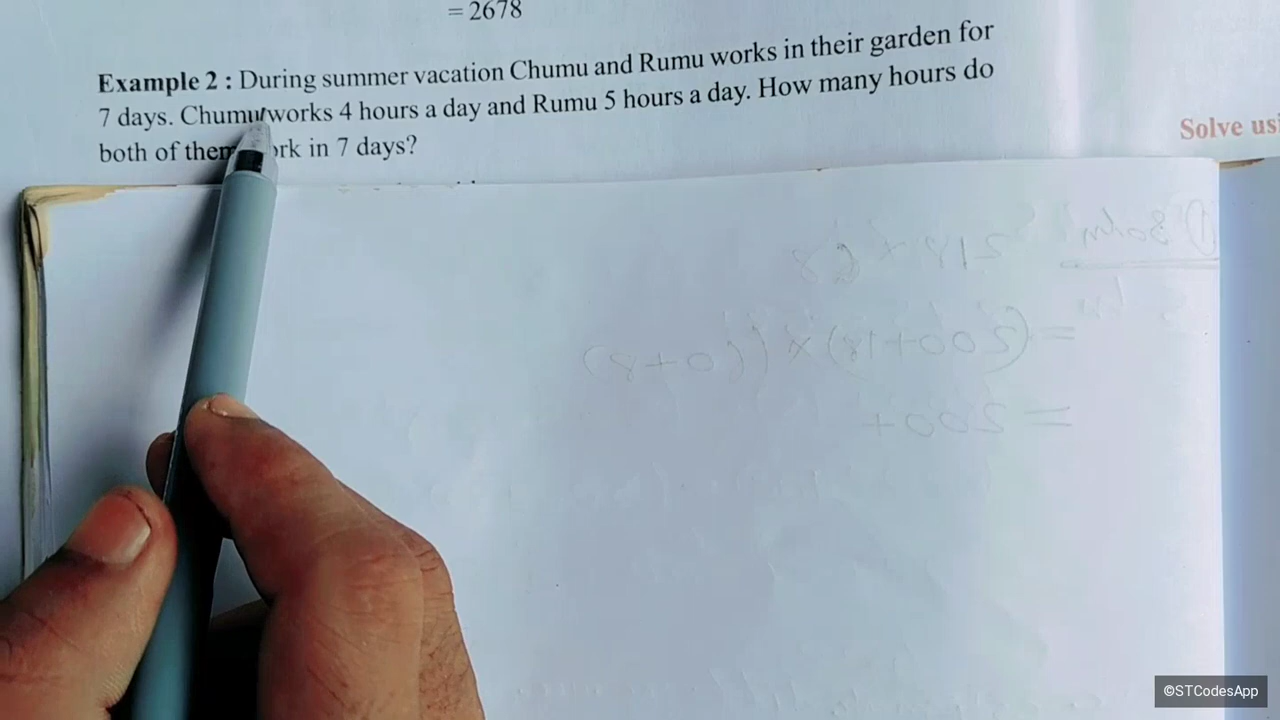 = 2678
Example 2 : During summer vacation Chumu and Rumu works in their garden for
7 days. Chumu works 4 hours a day and Rumu 5 hours a day. How many hours do
both of them work in 7 days?
Solve usi
©STCodesApp